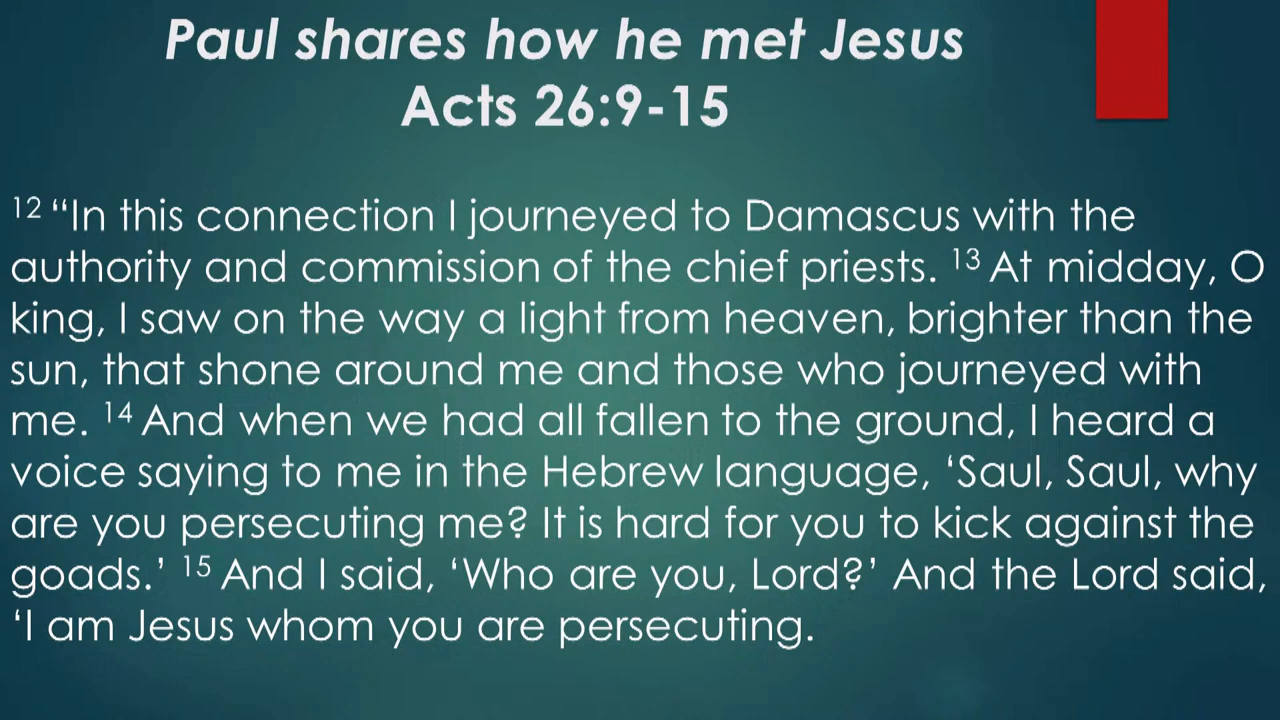 Paul shares how he met Jesus
Acts 26:9-15
12 “In this connection I journeyed to Damascus with the
authority and commission of the chief priests. 13 At midday, O
king, I saw on the way a light from heaven, brighter than the
sun, that shone around me and those who journeyed with
me. 14 And when we had all fallen to the ground, I heard a
voice saying to me in the Hebrew language, ‘Saul, Saul, why
are you persecuting me? It is hard for you to kick against the
goads.’ 15 And I said, ‘Who are you, Lord?’ And the Lord said,
‘I am Jesus whom you are persecuting.